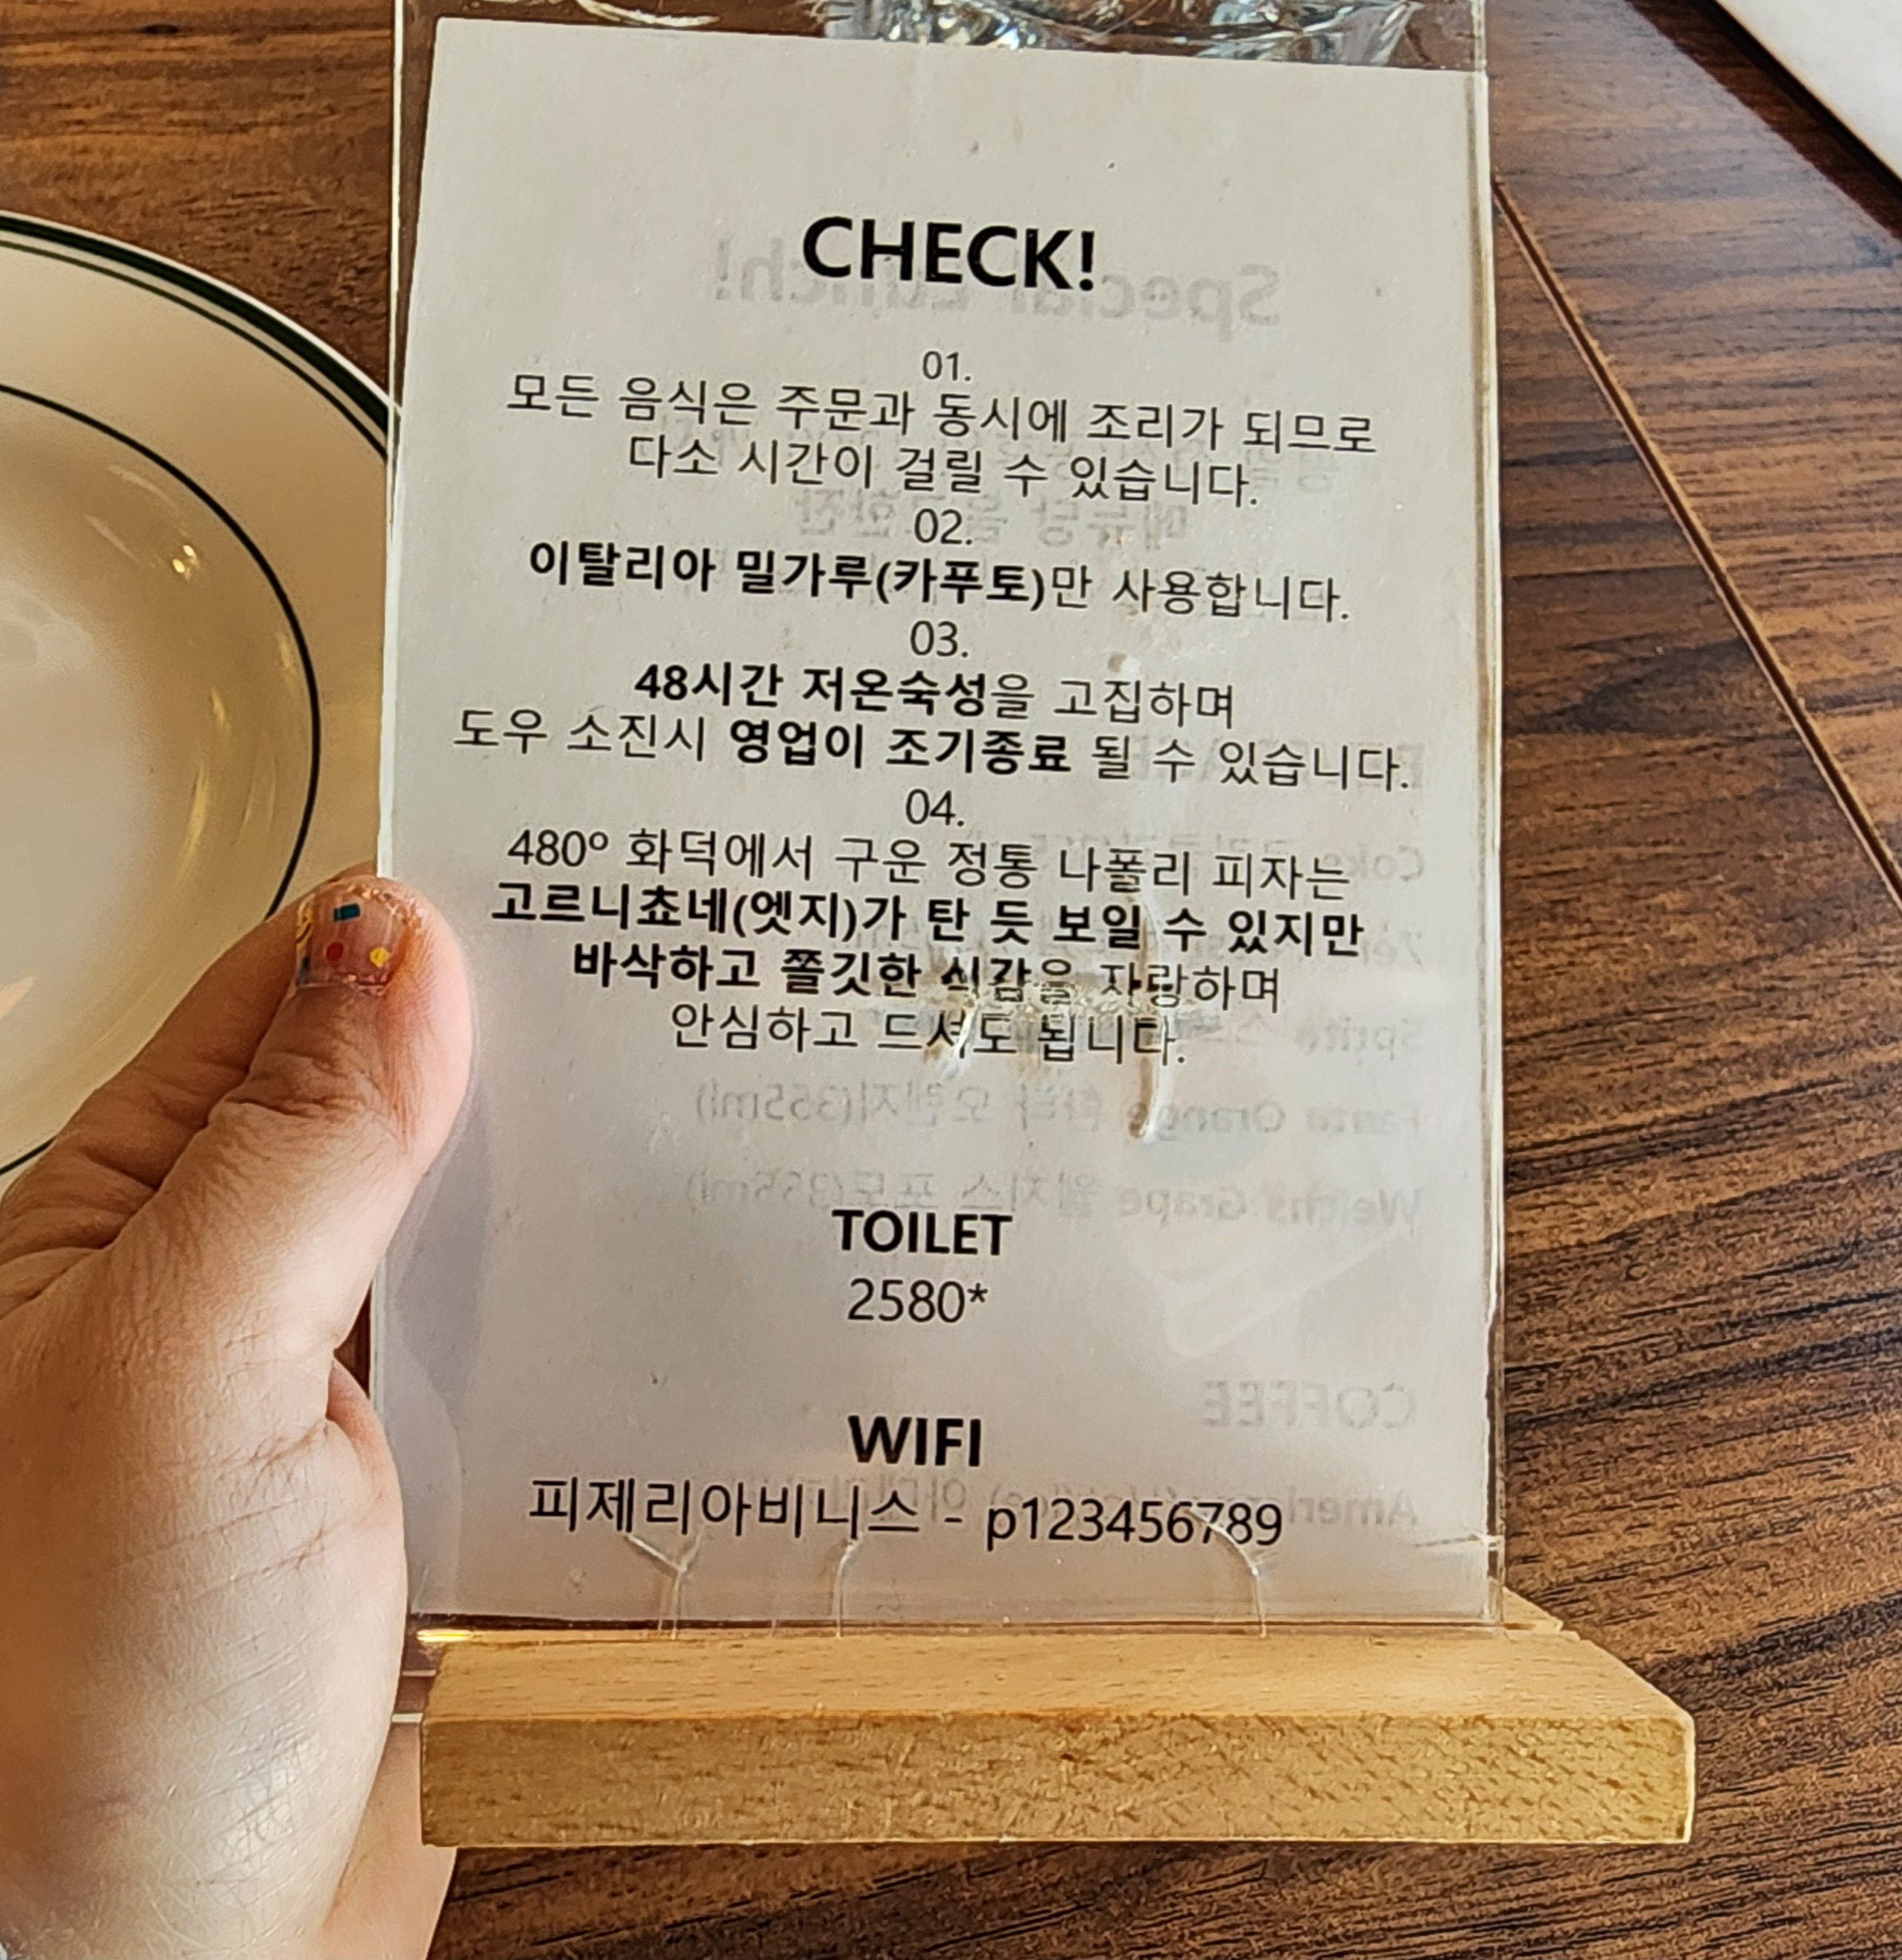 CHECK!
01.
모든 음식은 주문과 동시에 조리가 되므로
다소 시간이 걸릴 수 있습니다.
02.
이탈리아 밀가루(카푸토)만 사용합니다.
03.
48시간 저온숙성을 고집하며
도우 소진시 영업이 조기종료 될 수 있습니다.
04.
480º 화덕에서 구운 정통 나폴리 피자는
고르니쵸네(엣지)가 탄 듯 보일 수 있지만
바삭하고 쫄깃한 식감을 자랑하며
안심하고 드셔도 됩니다.
TOILET
2580*
WIFI
피제리아비니스 - p123456789